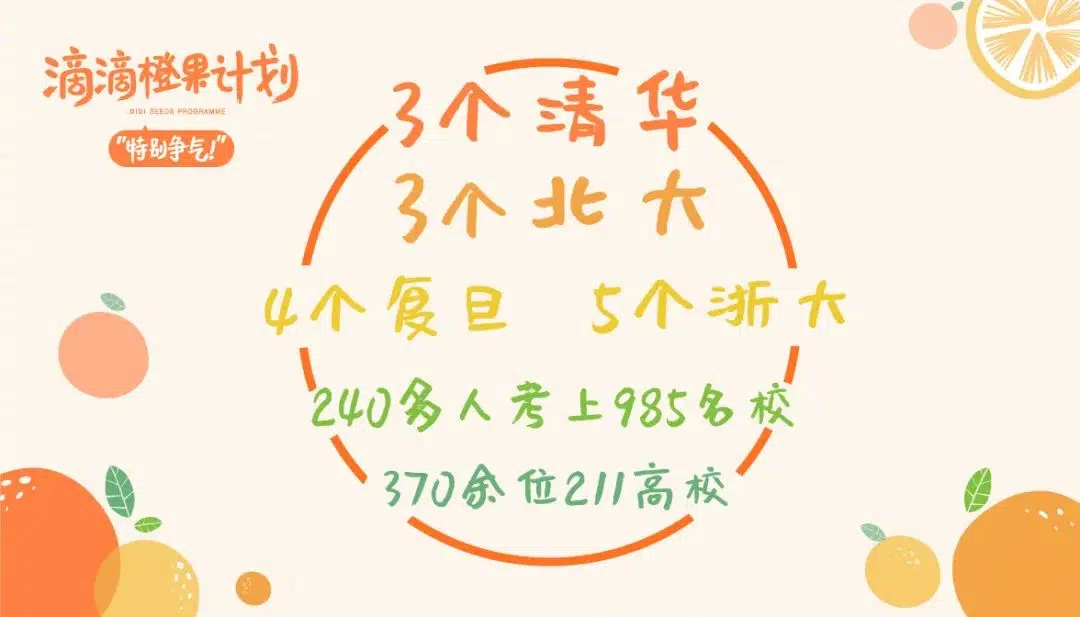 滴滴橙果计划
DIDI SEEDS PROGRAMME
"特别争气!"
3个清华
3个北大
4个复旦 5个浙大
240多人考上985名校
370余位211高校